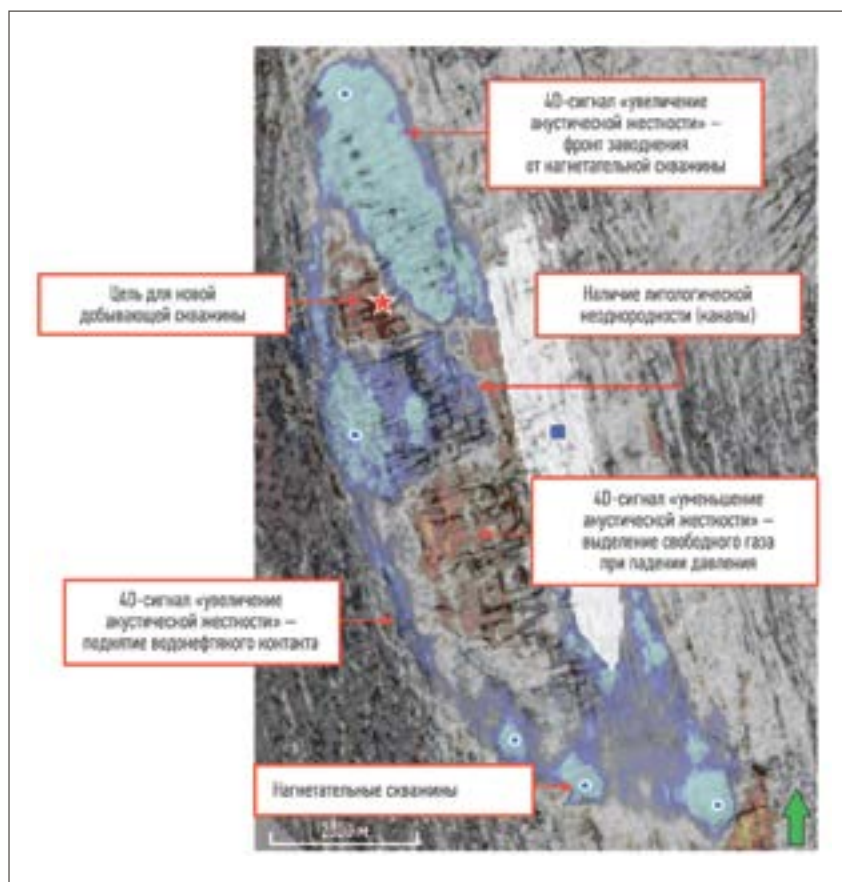 4D-сигнал «увеличение
акустической жесткости» —
фронт заводнения
от нагнетательной скважины
Цель для новой
добывающей скважины
Наличие литологической
неоднородности (каналы)
4D-сигнал «уменьшение
акустической жесткости» —
выделение свободного газа
при падении давления
4D-сигнал «увеличение
акустической жесткости» —
поднятие водонефтяного контакта
Нагнетательные скважины